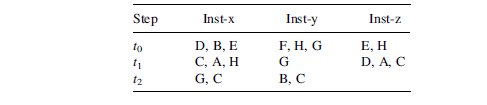 Step Inst-x Inst-y Inst-z
t0 D, B, E F, H, G E, H
t1 C, A, H G D, A, C
t2 G, C B, C